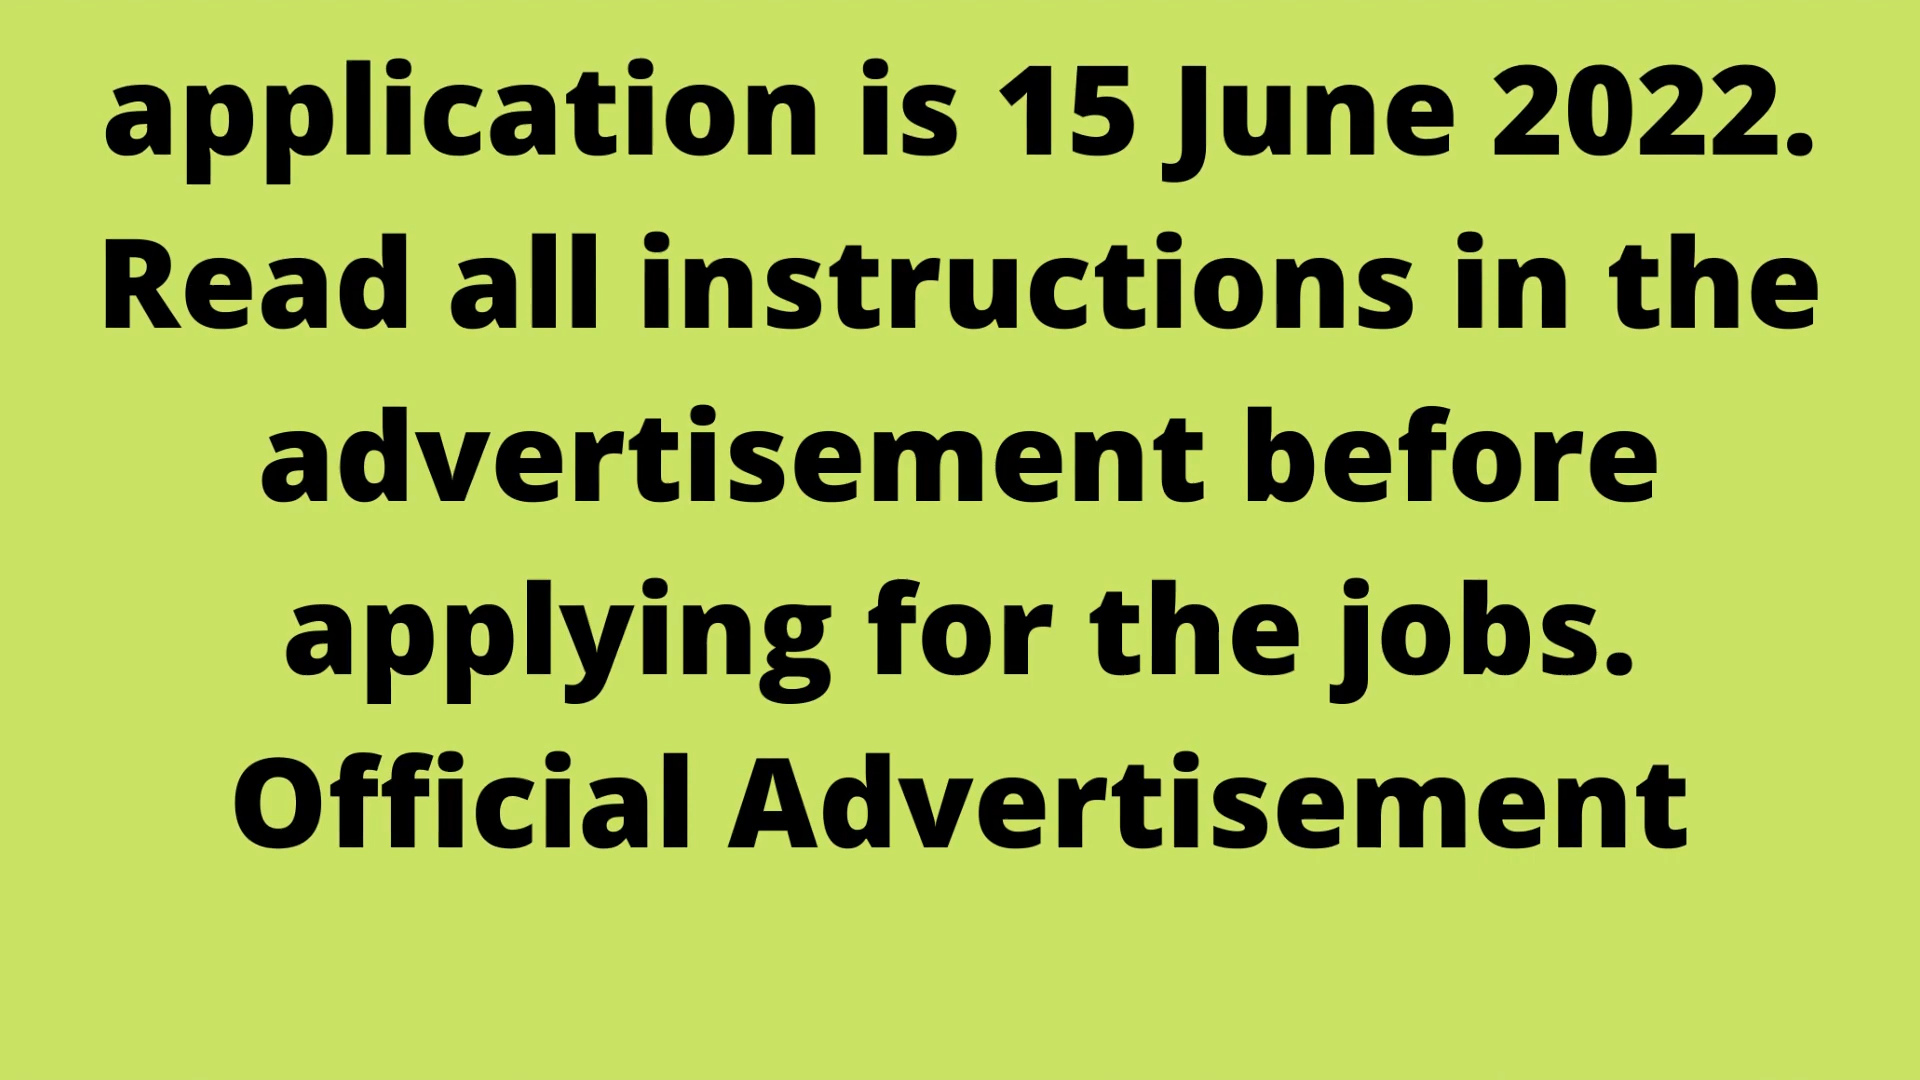 application is 15 June 2022.
Read all instructions in the
advertisement before
applying for the jobs.
Official Advertisement